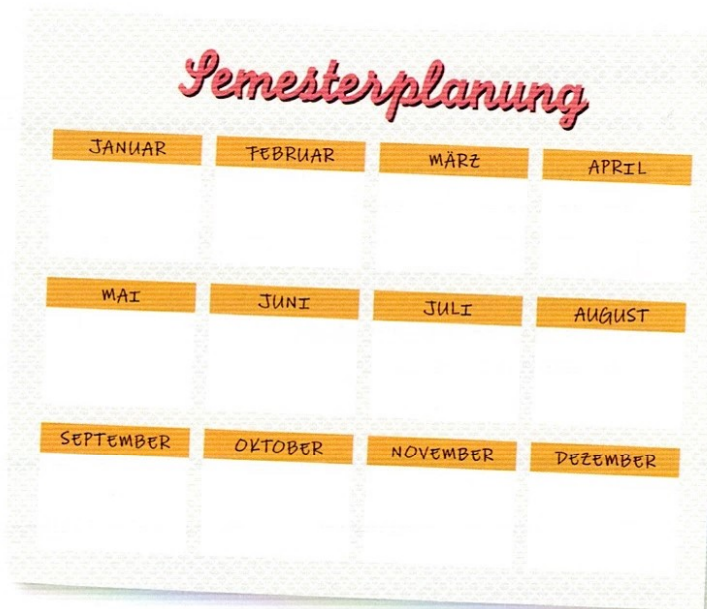 Semesterplanung
JANUAR FEBRUAR MÄRZ APRIL
MAI JUNI JULI AUGUST
SEPTEMBER OKTOBER NOVEMBER DEZEMBER